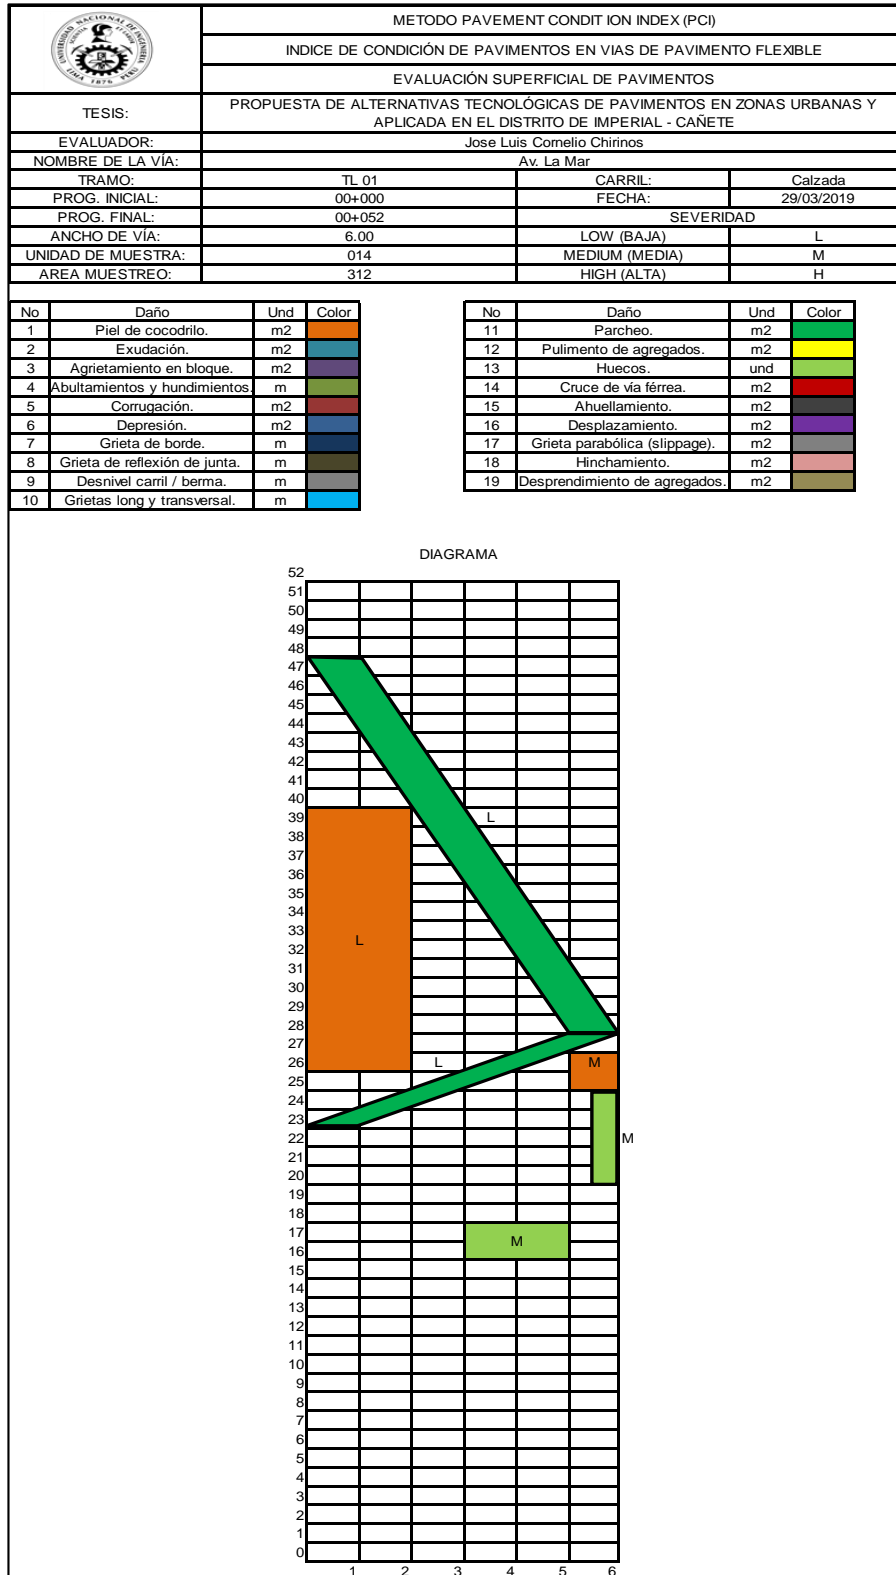 UNIVERSIDAD NACIONAL DE INGENIERIA
SCIENTIA ET LABOR
LIMA 1876 PERU
METODO PAVEMENT CONDIT ION INDEX (PCI)
INDICE DE CONDICIÓN DE PAVIMENTOS EN VIAS DE PAVIMENTO FLEXIBLE
EVALUACIÓN SUPERFICIAL DE PAVIMENTOS
TESIS: PROPUESTA DE ALTERNATIVAS TECNOLÓGICAS DE PAVIMENTOS EN ZONAS URBANAS Y
APLICADA EN EL DISTRITO DE IMPERIAL - CAÑETE
EVALUADOR: Jose Luis Cornelio Chirinos
NOMBRE DE LA VÍA: Av. La Mar
TRAMO: TL 01 CARRIL: Calzada
PROG. INICIAL: 00+000 FECHA: 29/03/2019
PROG. FINAL: 00+052 SEVERIDAD
ANCHO DE VÍA: 6.00 LOW (BAJA) L
UNIDAD DE MUESTRA: 014 MEDIUM (MEDIA) M
AREA MUESTREO: 312 HIGH (ALTA) H
No Daño Und Color
1 Piel de cocodrilo. m2
2 Exudación. m2
3 Agrietamiento en bloque. m2
4 Abultamientos y hundimientos. m
5 Corrugación. m2
6 Depresión. m2
7 Grieta de borde. m
8 Grieta de reflexión de junta. m
9 Desnivel carril / berma. m
10 Grietas long y transversal. m
No Daño Und Color
11 Parcheo. m2
12 Pulimento de agregados. m2
13 Huecos. und
14 Cruce de vía férrea. m2
15 Ahuellamiento. m2
16 Desplazamiento. m2
17 Grieta parabólica (slippage). m2
18 Hinchamiento. m2
19 Desprendimiento de agregados. m2
DIAGRAMA
52
51
50
49
48
47
46
45
44
43
42
41
40
39 L
38
37
36
35
34
33
32 L
31
30
29
28
27
26 L M
25
24
23
22 M
21
20
19
18
17
16 M
15
14
13
12
11
10
9
8
7
6
5
4
3
2
1
0
1 2 3 4 5 6